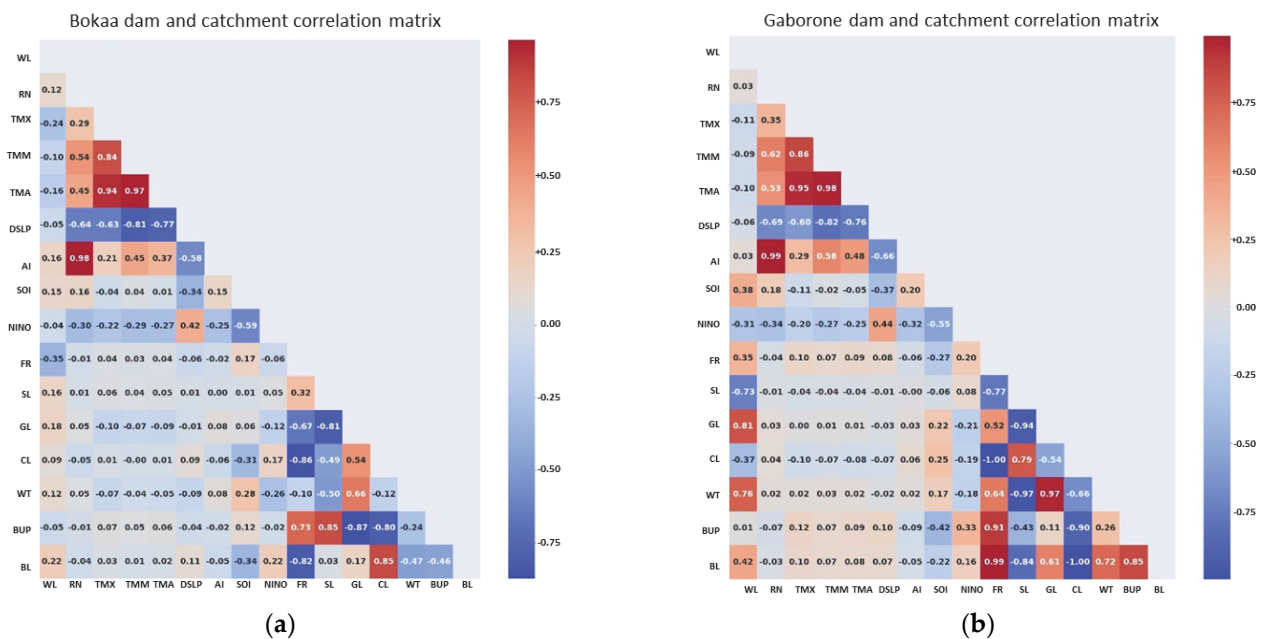 Bokaa dam and catchment correlation matrix
WL
RN 0.12
TMX -0.24 0.29
TMM -0.10 0.54 0.84
TMA -0.16 0.45 0.94 0.97
DSLP -0.05 -0.64 -0.63 -0.81 -0.77
AI 0.16 0.98 0.21 0.45 0.37 -0.58
SOI 0.15 0.16 -0.04 0.04 0.01 -0.34 0.15
NINO -0.04 -0.30 -0.22 -0.29 -0.27 0.42 -0.25 -0.59
FR -0.35 -0.01 0.04 0.03 0.04 -0.06 -0.02 0.17 -0.06
SL 0.16 0.01 0.06 0.04 0.05 0.01 0.00 0.01 0.05 0.32
GL 0.18 0.05 -0.10 -0.07 -0.09 -0.01 0.08 0.06 -0.12 -0.67 -0.81
CL 0.09 -0.05 0.01 -0.00 0.01 0.09 -0.06 -0.31 0.17 -0.86 -0.49 0.54
WT 0.12 0.05 -0.07 -0.04 -0.05 -0.09 0.08 0.28 -0.26 -0.10 -0.50 0.66 -0.12
BUP -0.05 -0.01 0.07 0.05 0.06 -0.04 -0.02 0.12 -0.02 0.73 0.85 -0.87 -0.80 -0.24
BL 0.22 -0.04 0.03 0.01 0.02 0.11 -0.05 -0.34 0.22 -0.82 0.03 0.17 0.85 -0.47 -0.46
WL RN TMX TMM TMA DSLP AI SOI NINO FR SL GL CL WT BUP BL
+0.75
+0.50
+0.25
0.00
-0.25
-0.50
-0.75
(a)
Gaborone dam and catchment correlation matrix
WL
RN 0.03
TMX -0.11 0.35
TMM -0.09 0.62 0.86
TMA -0.10 0.53 0.95 0.98
DSLP -0.06 -0.69 -0.60 -0.82 -0.76
AI 0.03 0.99 0.29 0.58 0.48 -0.66
SOI 0.38 0.18 -0.11 -0.02 -0.05 -0.37 0.20
NINO -0.31 -0.34 -0.20 -0.27 -0.25 0.44 -0.32 -0.55
FR 0.35 -0.04 0.10 0.07 0.09 0.08 -0.06 -0.27 0.20
SL -0.73 -0.01 -0.04 -0.04 -0.04 -0.01 -0.00 -0.06 0.08 -0.77
GL 0.81 0.03 0.00 0.01 0.01 -0.03 0.03 0.22 -0.21 0.52 -0.94
CL -0.37 0.04 -0.10 -0.07 -0.08 -0.07 0.06 0.25 -0.19 -1.00 0.79 -0.54
WT 0.76 0.02 0.02 0.03 0.02 -0.02 0.02 0.17 -0.18 0.64 -0.97 0.97 -0.66
BUP 0.01 -0.07 0.12 0.07 0.09 0.10 -0.09 -0.42 0.33 0.91 -0.43 0.11 -0.90 0.26
BL 0.42 -0.03 0.10 0.07 0.08 0.07 -0.05 -0.22 0.16 0.99 -0.84 0.61 -1.00 0.72 0.85
WL RN TMX TMM TMA DSLP AI SOI NINO FR SL GL CL WT BUP BL
+0.75
+0.50
+0.25
0.00
-0.25
-0.50
-0.75
(b)